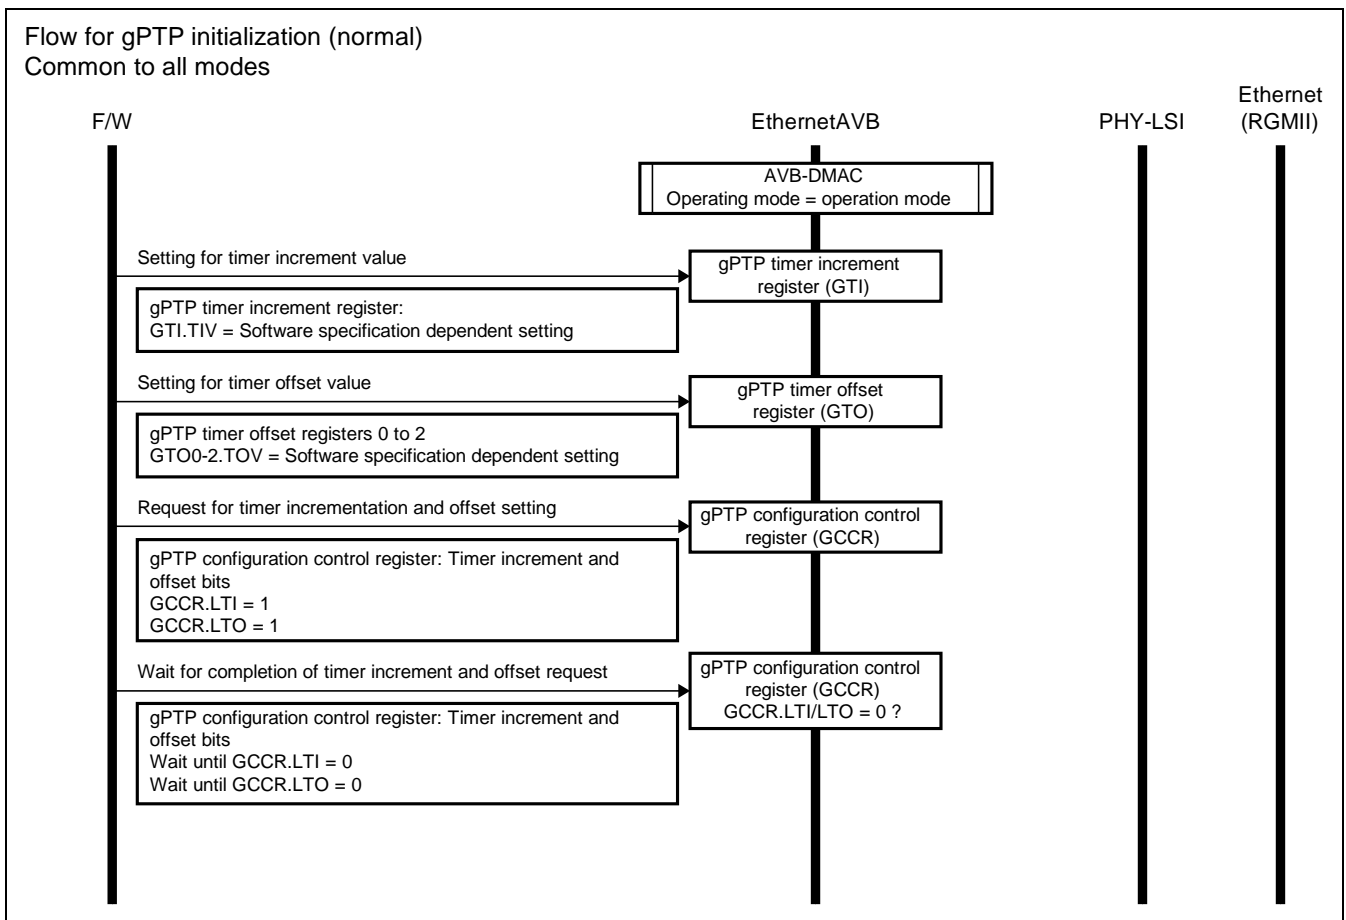 Flow for gPTP initialization (normal)
Common to all modes
F/W
EthernetAVB
PHY-LSI
Ethernet
(RGMII)
AVB-DMAC
Operating mode = operation mode
Setting for timer increment value
gPTP timer increment
register (GTI)
gPTP timer increment register:
GTI.TIV = Software specification dependent setting
Setting for timer offset value
gPTP timer offset
register (GTO)
gPTP timer offset registers 0 to 2
GTO0-2.TOV = Software specification dependent setting
Request for timer incrementation and offset setting
gPTP configuration control
register (GCCR)
gPTP configuration control register: Timer increment and
offset bits
GCCR.LTI = 1
GCCR.LTO = 1
Wait for completion of timer increment and offset request
gPTP configuration control
register (GCCR)
GCCR.LTI/LTO = 0 ?
gPTP configuration control register: Timer increment and
offset bits
Wait until GCCR.LTI = 0
Wait until GCCR.LTO = 0